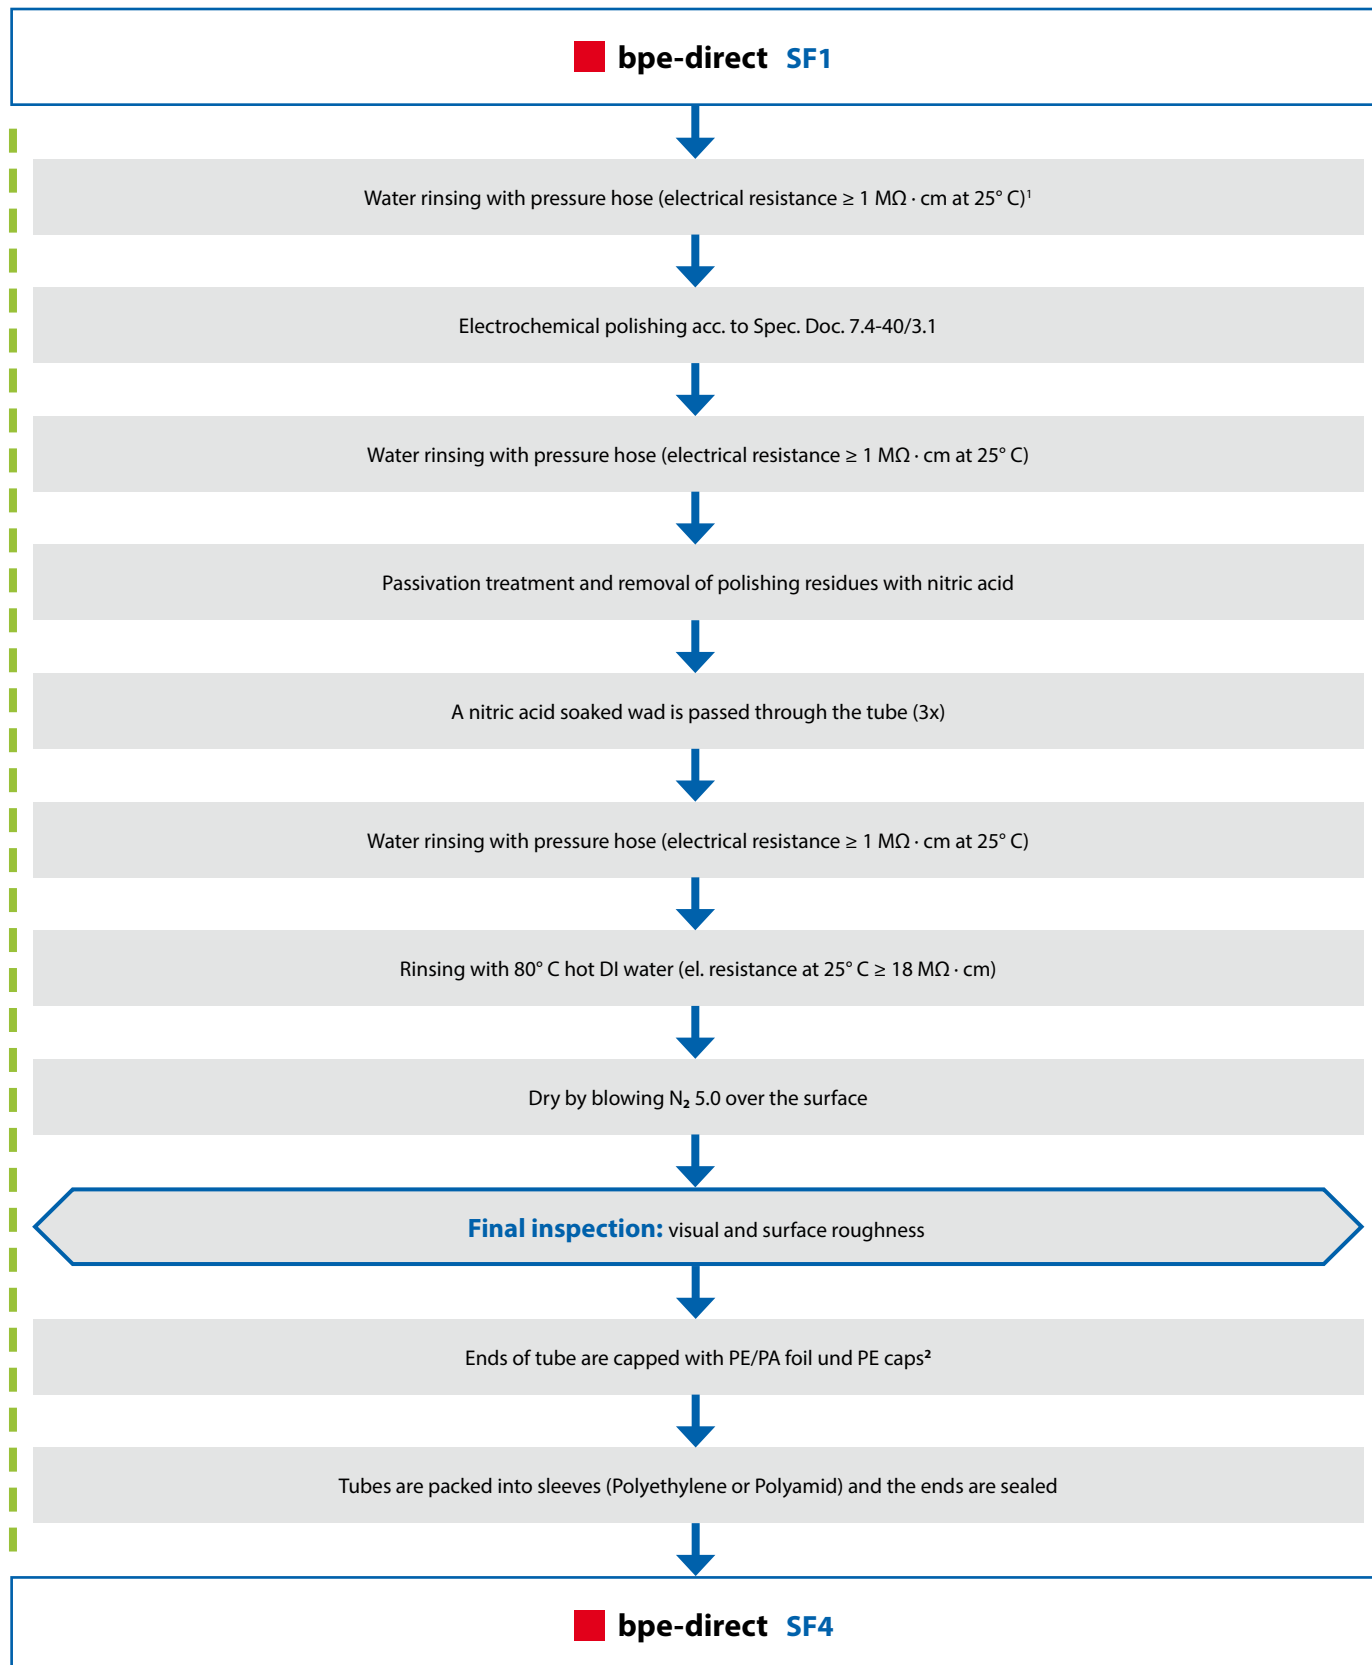 bpe-direct SF1
Water rinsing with pressure hose (electrical resistance ≥ 1 MΩ · cm at 25° C)¹
Electrochemical polishing acc. to Spec. Doc. 7.4-40/3.1
Water rinsing with pressure hose (electrical resistance ≥ 1 MΩ · cm at 25° C)
Passivation treatment and removal of polishing residues with nitric acid
A nitric acid soaked wad is passed through the tube (3x)
Water rinsing with pressure hose (electrical resistance ≥ 1 MΩ · cm at 25° C)
Rinsing with 80° C hot DI water (el. resistance at 25° C ≥ 18 MΩ · cm)
Dry by blowing N₂ 5.0 over the surface
Final inspection: visual and surface roughness
Ends of tube are capped with PE/PA foil und PE caps²
Tubes are packed into sleeves (Polyethylene or Polyamid) and the ends are sealed
bpe-direct SF4